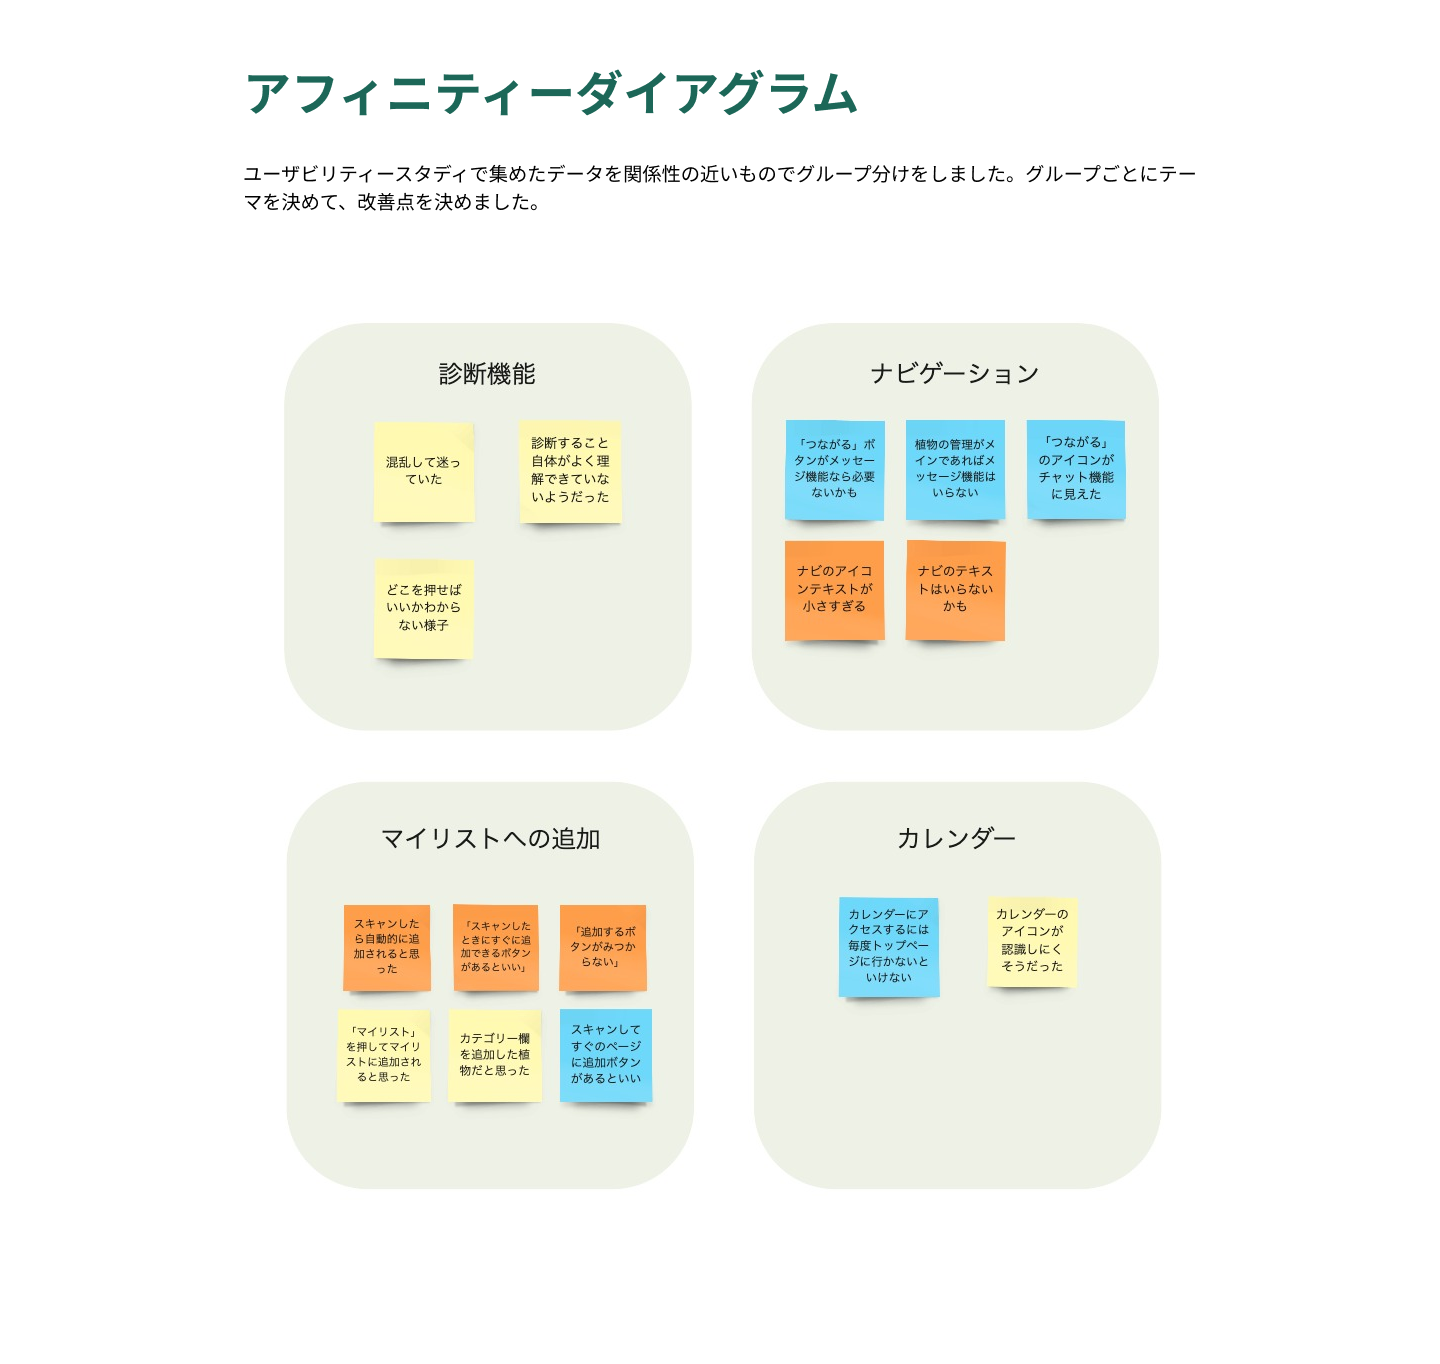 アフィニティーダイアグラム
ユーザビリティースタディで集めたデータを関係性の近いものでグループ分けをしました。グループごとにテー
マを決めて、改善点を決めました。
診断機能
混乱して迷っ
ていた
診断すること
自体がよく理
解できていな
いようだった
どこを押せば
いいかわから
ない様子
ナビゲーション
「つながる」ボ
タンがメッセー
ジ機能なら必要
ないかも
植物の管理がメ
インであればメ
ッセージ機能は
いらない
「つながる」
のアイコンが
チャット機能
に見えた
ナビのアイコ
ンテキストが
小さすぎる
ナビのテキス
トはいらない
かも
マイリストへの追加
スキャンした
ら自動的に追
加されると思
った
「スキャンした
ときにすぐに追
加できるボタン
があるといい」
「追加するボ
タンがみつか
らない」
「マイリスト」
を押してマイリ
ストに追加され
ると思った
カテゴリー欄
を追加した植
物だと思った
スキャンして
すぐのページ
に追加ボタン
があるといい
カレンダー
カレンダーにア
クセスするには
毎度トップペー
ジに行かないと
いけない
カレンダーの
アイコンが
認識しにく
そうだった